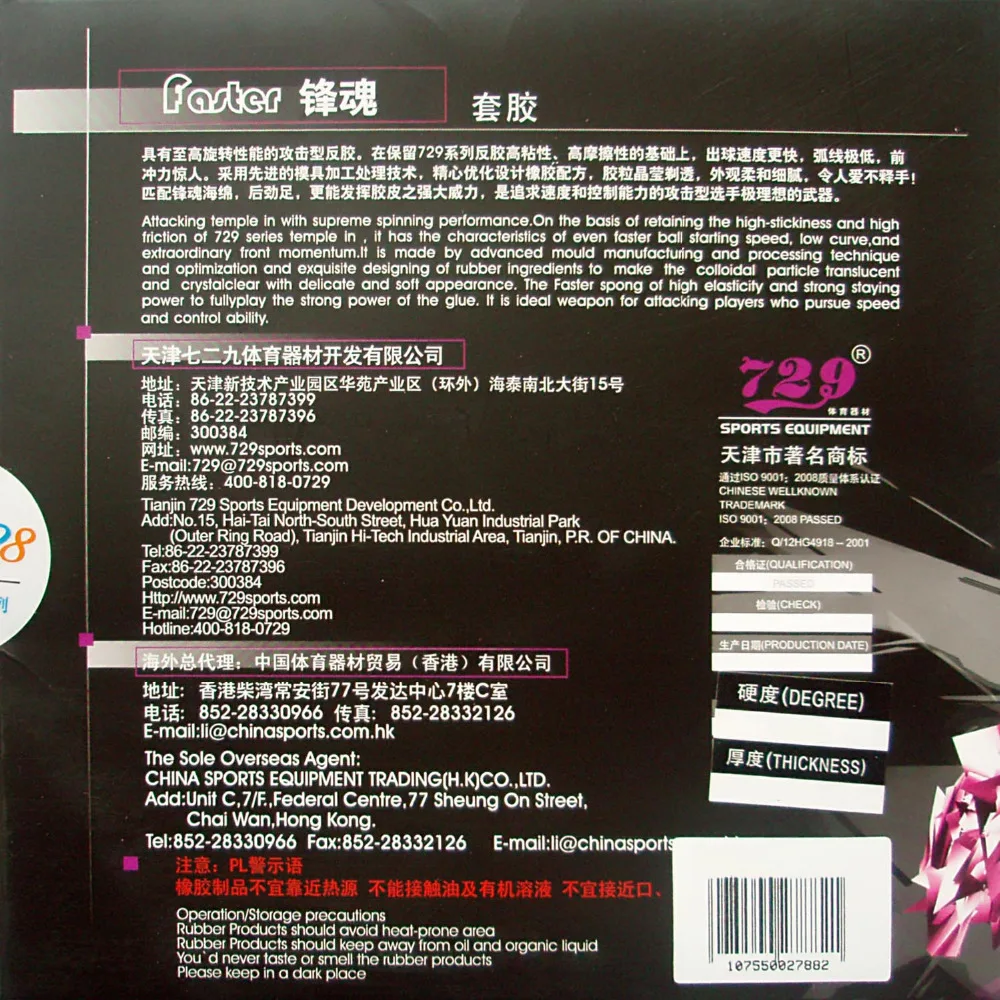 Faster 锋魂 套胶
具有至高旋转性能的攻击型反胶。在保留729系列反胶高粘性、高摩擦性的基础上，出球速度更快，弧线极低，前
冲力惊人。采用先进的模具加工处理技术，精心优化设计橡胶配方，胶粒晶莹剔透，外观柔和细腻，令人爱不释手！
匹配锋魂海绵，后劲足，更能发挥胶皮之强大威力，是追求速度和控制能力的攻击型选手极理想的武器。
Attacking temple in with supreme spinning performance.On the basis of retaining the high-stickiness and high
friction of 729 series temple in , it has the characteristics of even faster ball starting speed, low curve,and
extraordinary front momentum.It is made by advanced mould manufacturing and processing technique
and optimization and exquisite designing of rubber ingredients to make the colloidal particle translucent
and crystalclear with delicate and soft appearance. The Faster spong of high elasticity and strong staying
power to fullyplay the strong power of the glue. It is ideal weapon for attacking players who pursue speed
and control ability.
天津七二九体育器材开发有限公司
地址：天津新技术产业园区华苑产业区（环外）海泰南北大街15号
电话：86-22-23787399
传真：86-22-23787396
邮编：300384
网址：www.729sports.com
E-mail:729@729sports.com
服务热线：400-818-0729
Tianjin 729 Sports Equipment Development Co.,Ltd.
Add:No.15, Hai-Tai North-South Street, Hua Yuan Industrial Park
(Outer Ring Road), Tianjin Hi-Tech Industrial Area, Tianjin, P.R. OF CHINA.
Tel:86-22-23787399
Fax:86-22-23787396
Postcode:300384
Http://www.729sports.com
E-mail:729@729sports.com
Hotline:400-818-0729
729®
体育器材
SPORTS EQUIPMENT
天津市著名商标
通过ISO 9001：2008质量体系认证
CHINESE WELLKNOWN
TRADEMARK
ISO 9001：2008 PASSED
企业标准：Q/12HG4918－2001
合格证(QUALIFICATION)
PASSED
检验(CHECK)
生产日期(PRODUCTION DATE)
硬度(DEGREE)
厚度(THICKNESS)
28
列
海外总代理：中国体育器材贸易（香港）有限公司
地址：香港柴湾常安街77号发达中心7楼C室
电话：852-28330966 传真：852-28332126
E-mail:li@chinasports.com.hk
The Sole Overseas Agent:
CHINA SPORTS EQUIPMENT TRADING(H.K)CO.,LTD.
Add:Unit C,7/F.,Federal Centre,77 Sheung On Street,
Chai Wan,Hong Kong.
Tel:852-28330966 Fax:852-28332126 E-mail:li@chinasports
注意：PL警示语
橡胶制品不宜靠近热源 不能接触油及有机溶液 不宜接近口、
Operation/Storage precautions
Rubber Products should avoid heat-prone area
Rubber Products should keep away from oil and organic liquid
You`d never taste or smell the rubber products
Please keep in a dark place
107550027882